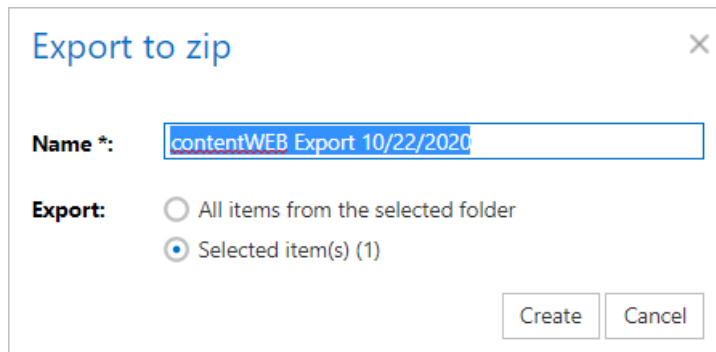 Export to zip
Name *: contentWEB Export 10/22/2020
Export: All items from the selected folder
Selected item(s) (1)
Create Cancel